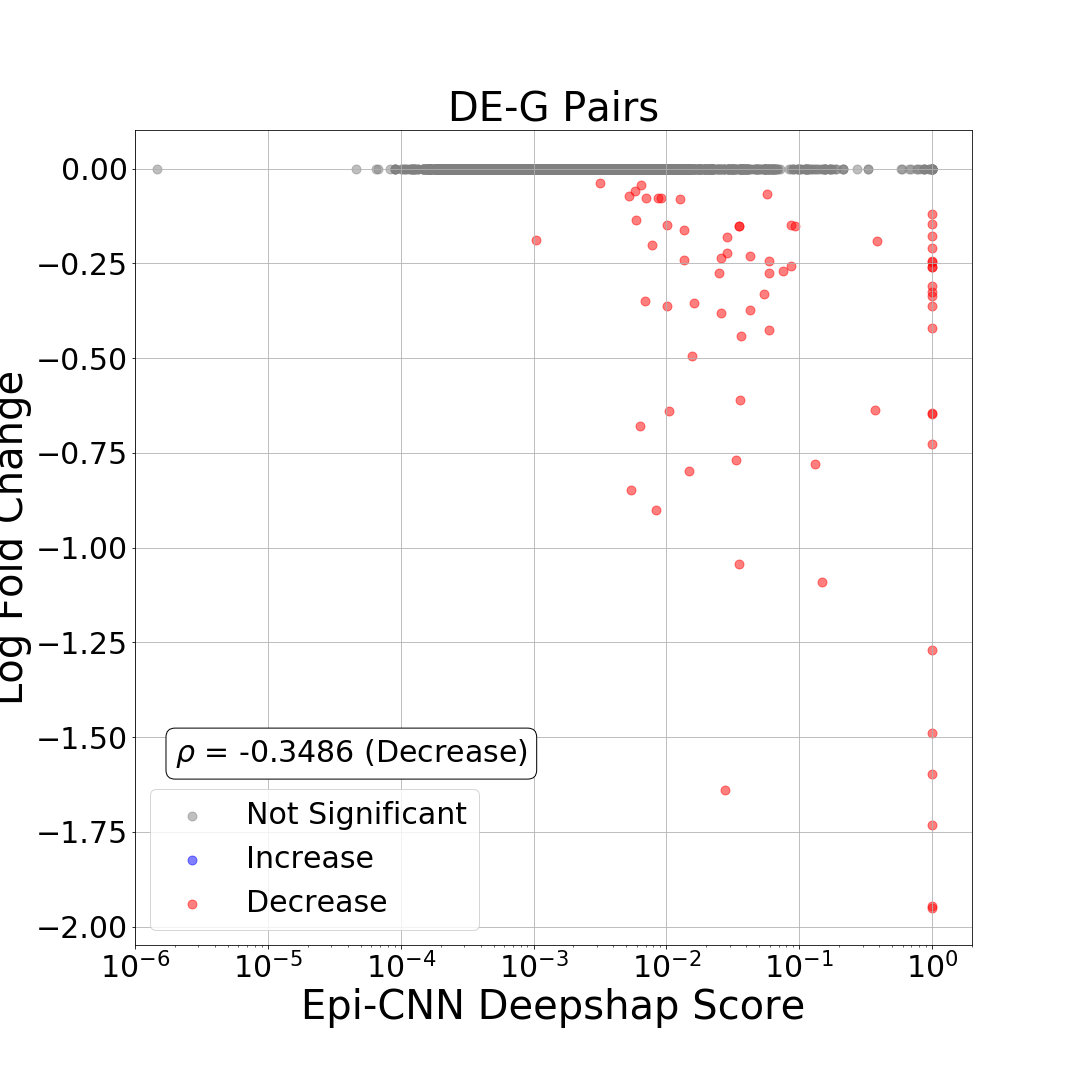 DE-G Pairs
Log Fold Change
0.00
−0.25
−0.50
−0.75
−1.00
−1.25
−1.50
−1.75
−2.00
ρ = -0.3486 (Decrease)
Not Significant
Increase
Decrease
10⁻⁶ 10⁻⁵ 10⁻⁴ 10⁻³ 10⁻² 10⁻¹ 10⁰
Epi-CNN Deepshap Score